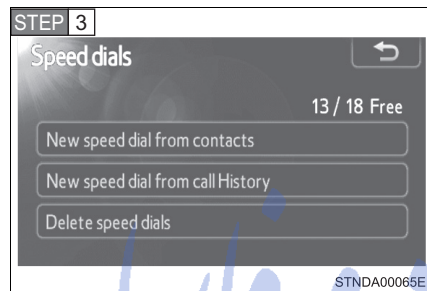 STEP 3
Speed dials
13 / 18 Free
New speed dial from contacts
New speed dial from call History
Delete speed dials
STNDA00065E